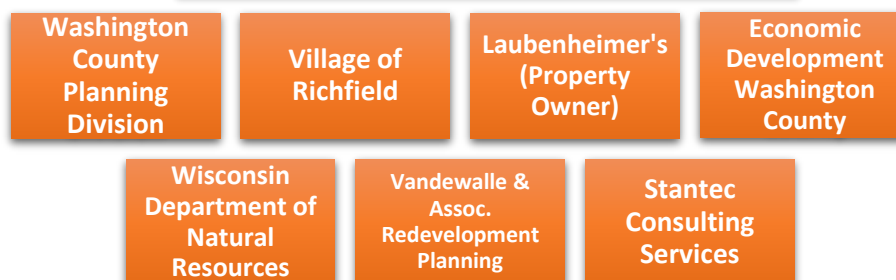 Washington
County
Planning
Division
Village of
Richfield
Laubenheimer's
(Property
Owner)
Economic
Development
Washington
County
Wisconsin
Department of
Natural
Resources
Vandewalle &
Assoc.
Redevelopment
Planning
Stantec
Consulting
Services